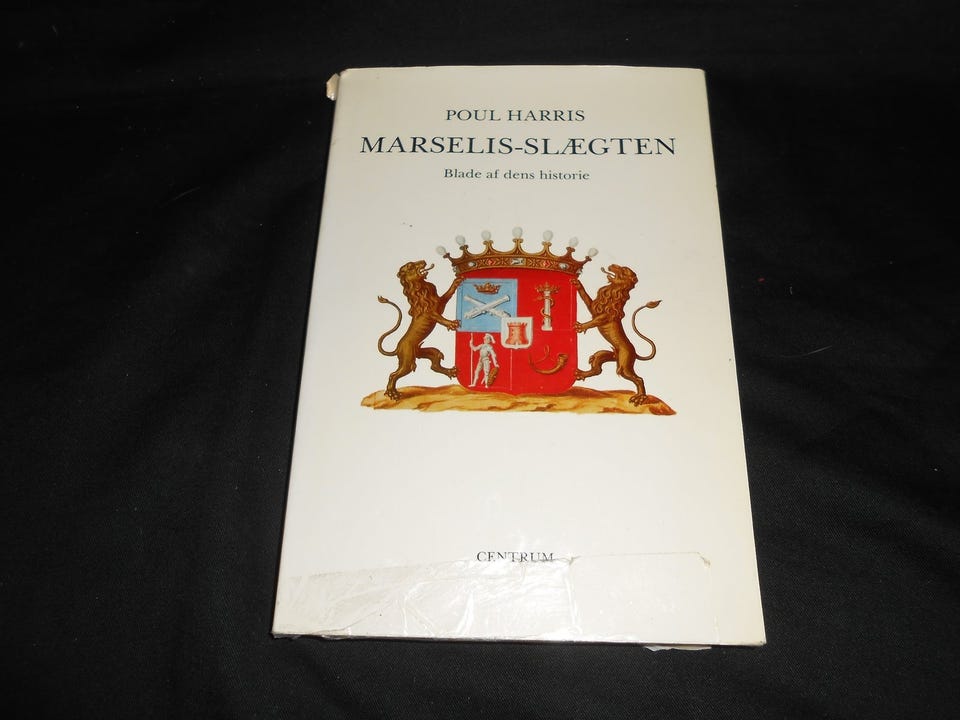 POUL HARRIS
MARSELIS-SLÆGTEN
Blade af dens historie
CENTRUM